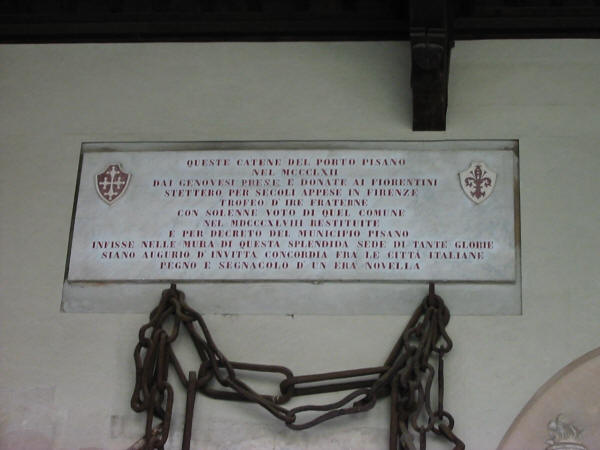 QUESTE CATENE DEL PORTO PISANO
NEL MCCCLXII
DAI GENOVESI PRESE E DONATE AI FIORENTINI
STETTERO PER SECOLI APPESE IN FIRENZE
TROFEO D'IRE FRATERNE
CON SOLENNE VOTO DI QUEL COMUNE
NEL MDCCCXLVIII RESTITUITE
E PER DECRETO DEL MUNICIPIO PISANO
INFISSE NELLE MURA DI QUESTA SPLENDIDA SEDE DI TANTE GLORIE
SIANO AUGURIO D'INVITTA CONCORDIA FRA LE CITTÀ ITALIANE
PEGNO E SEGNACOLO D'UN ERA NOVELLA